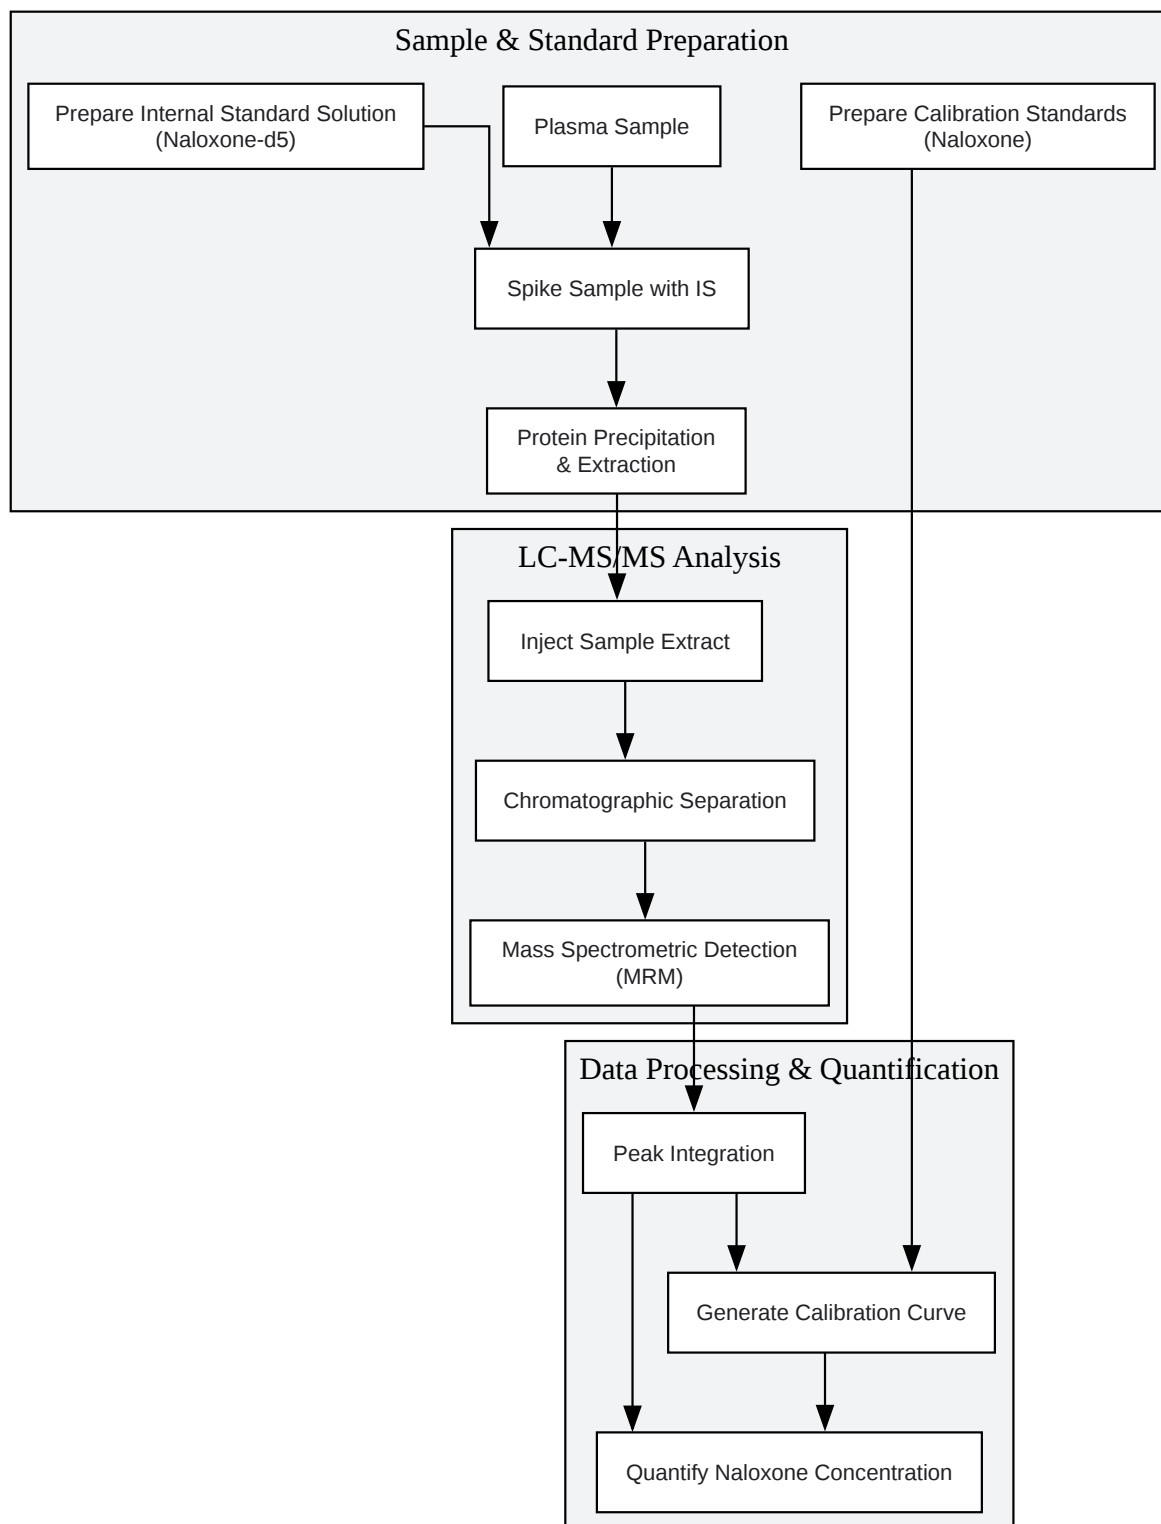 Sample & Standard Preparation
Prepare Internal Standard Solution
(Naloxone-d5)
Plasma Sample
Prepare Calibration Standards
(Naloxone)
Spike Sample with IS
Protein Precipitation
& Extraction
LC-MS/MS Analysis
Inject Sample Extract
Chromatographic Separation
Mass Spectrometric Detection
(MRM)
Data Processing & Quantification
Peak Integration
Generate Calibration Curve
Quantify Naloxone Concentration